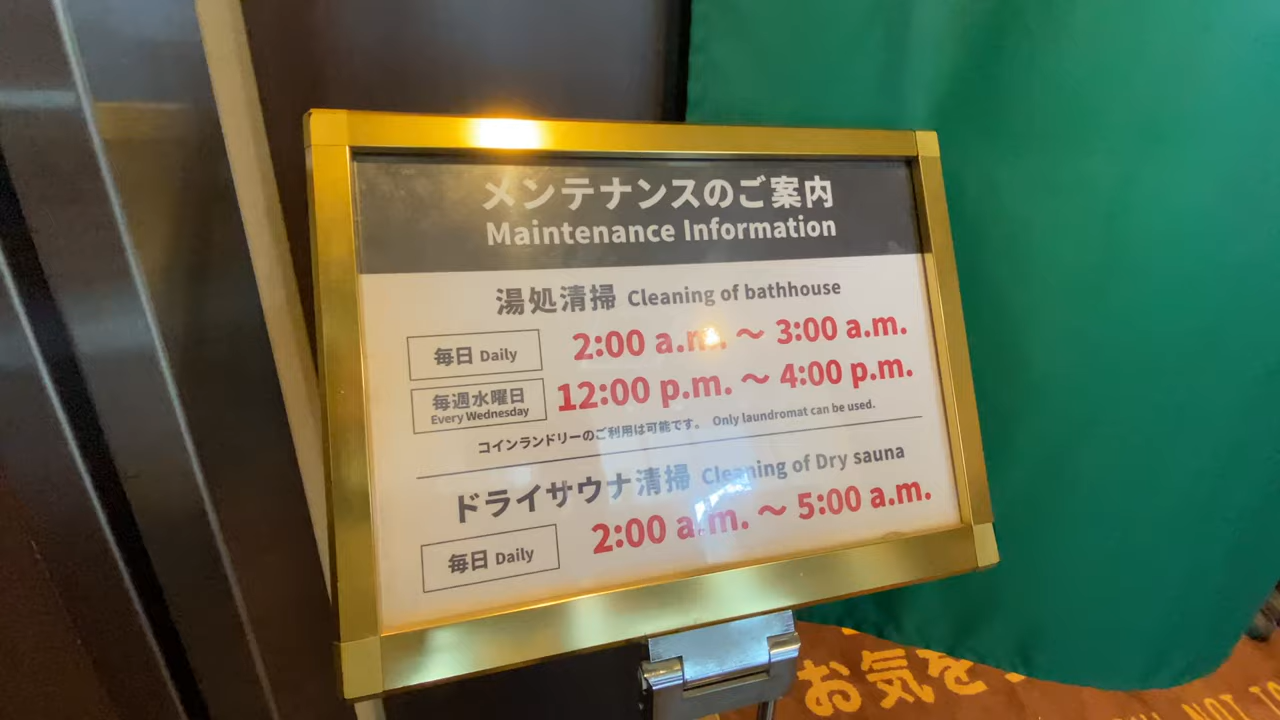 メンテナンスのご案内
Maintenance Information
湯処清掃 Cleaning of bathhouse
毎日 Daily 2:00 a.m. ～ 3:00 a.m.
毎週水曜日 Every Wednesday 12:00 p.m. ～ 4:00 p.m.
コインランドリーのご利用は可能です。 Only laundromat can be used.
ドライサウナ清掃 Cleaning of Dry sauna
毎日 Daily 2:00 a.m. ～ 5:00 a.m.
お気を
NOT TO